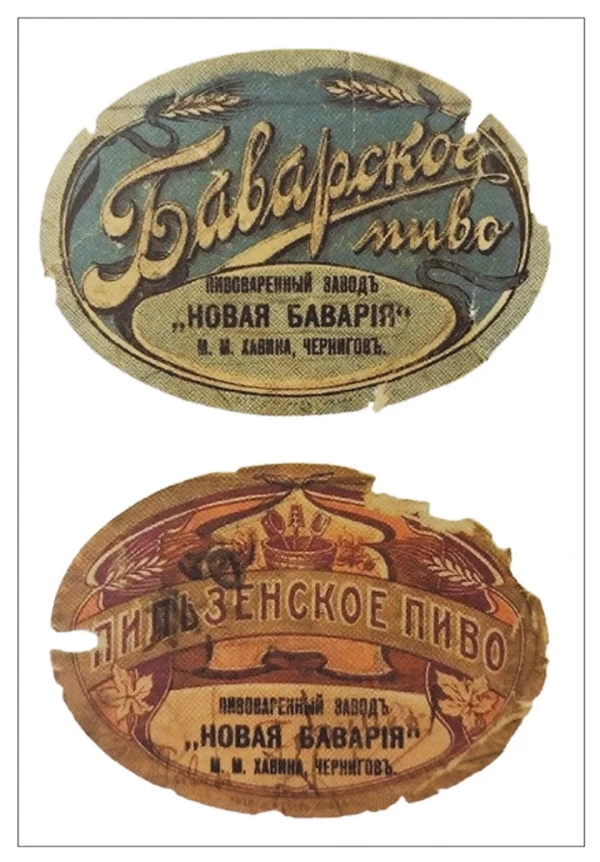 Баварское
пиво
ПИВОВАРЕННЫЙ ЗАВОДЪ
„НОВАЯ БАВАРІЯ“
М. М. ХАВИНА, ЧЕРНИГОВЪ.
ПИЛЬЗЕНСКОЕ ПИВО
ПИВОВАРЕННЫЙ ЗАВОДЪ
„НОВАЯ БАВАРІЯ“
М. М. ХАВИНА, ЧЕРНИГОВЪ.